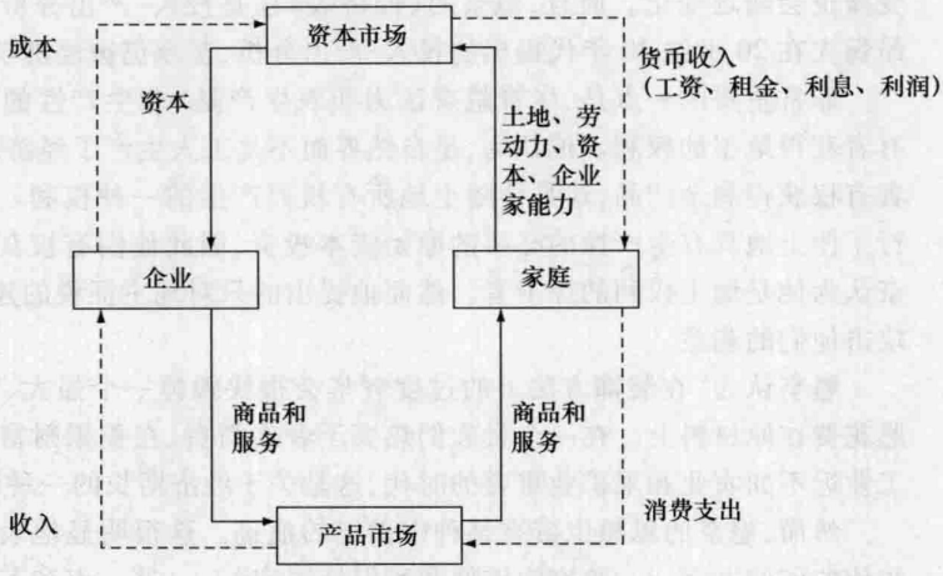 资本市场
成本
货币收入
(工资、租金、利息、利润)
资本
土地、劳
动力、资
本、企业
家能力
企业
家庭
商品和
服务
商品和
服务
收入
产品市场
消费支出